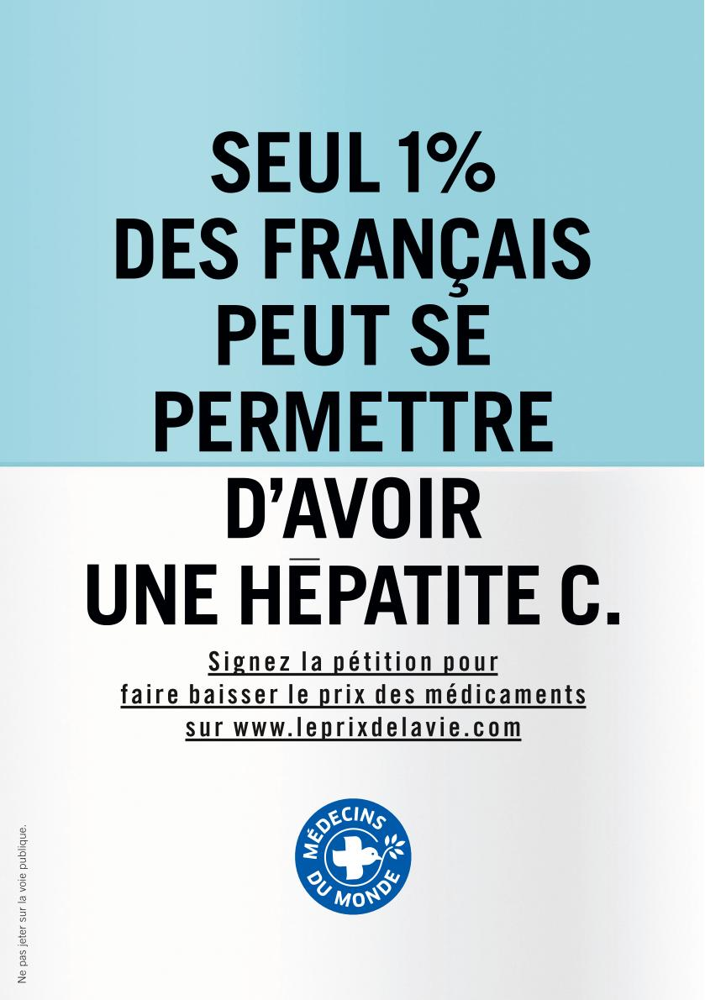 SEUL 1%
DES FRANÇAIS
PEUT SE
PERMETTRE
D’AVOIR
UNE HĒPATITE C.
Signez la pétition pour
faire baisser le prix des médicaments
sur www.leprixdelavie.com
MÉDECINS
DU MONDE
Ne pas jeter sur la voie publique.